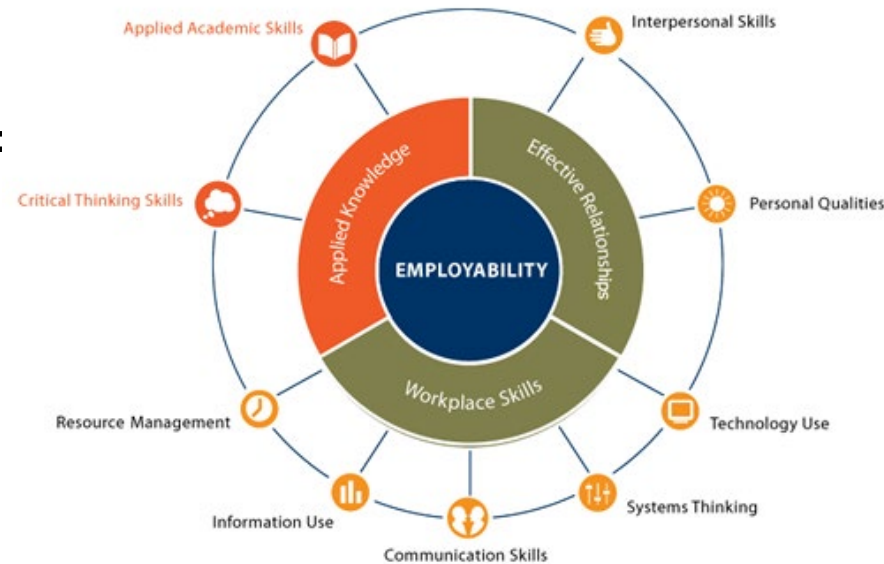 Applied Academic Skills
Interpersonal Skills
Critical Thinking Skills
Applied Knowledge
Effective Relationships
Personal Qualities
EMPLOYABILITY
Workplace Skills
Resource Management
Technology Use
Information Use
Systems Thinking
Communication Skills